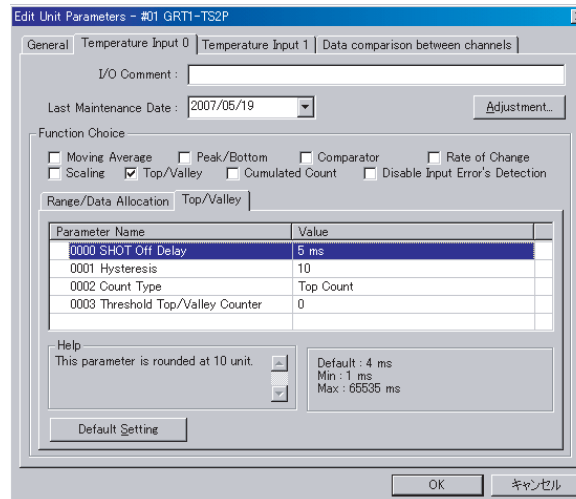 Edit Unit Parameters - #01 GRT1-TS2P
General Temperature Input 0 Temperature Input 1 Data comparison between channels
I/O Comment :
Last Maintenance Date : 2007/05/19 Adjustment...
Function Choice
Moving Average Peak/Bottom Comparator Rate of Change
Scaling Top/Valley Cumulated Count Disable Input Error's Detection
Range/Data Allocation Top/Valley
Parameter Name Value
0000 SHOT Off Delay 5 ms
0001 Hysteresis 10
0002 Count Type Top Count
0003 Threshold Top/Valley Counter 0
Help
This parameter is rounded at 10 unit.
Default : 4 ms
Min : 1 ms
Max : 65535 ms
Default Setting
OK キャンセル